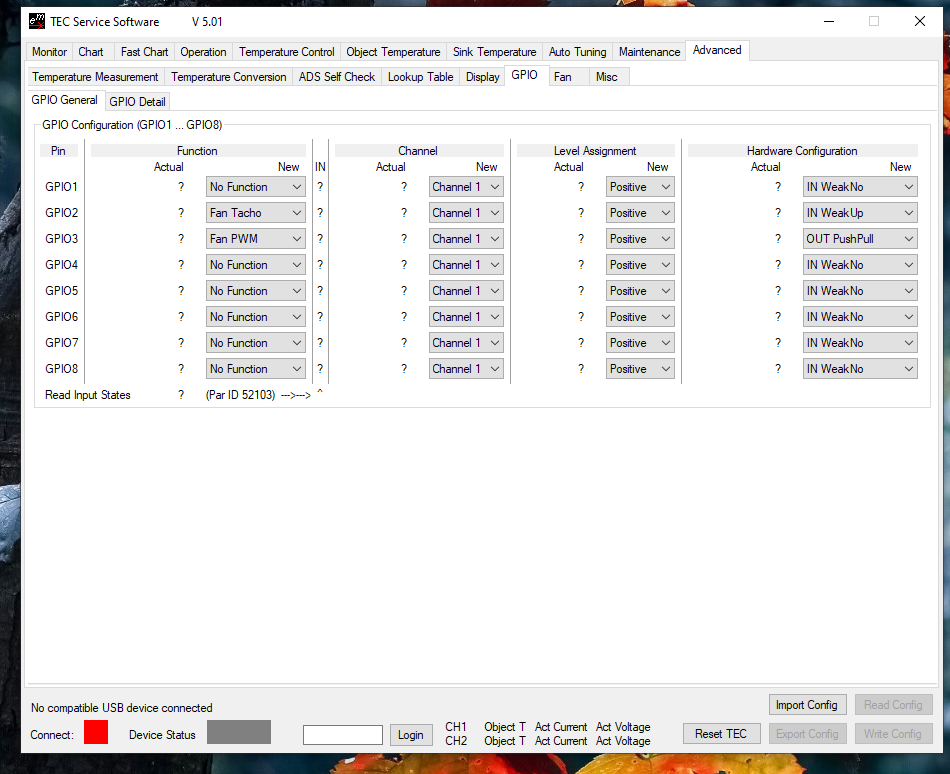 TEC Service Software V 5.01
Monitor Chart Fast Chart Operation Temperature Control Object Temperature Sink Temperature Auto Tuning Maintenance Advanced
Temperature Measurement Temperature Conversion ADS Self Check Lookup Table Display GPIO Fan Misc
GPIO General GPIO Detail
GPIO Configuration (GPIO1 ... GPIO8)
Pin Function Channel Level Assignment Hardware Configuration
Actual New IN Actual New Actual New Actual New
GPIO1 ? No Function ? ? Channel 1 ? Positive ? IN WeakNo
GPIO2 ? Fan Tacho ? ? Channel 1 ? Positive ? IN WeakUp
GPIO3 ? Fan PWM ? ? Channel 1 ? Positive ? OUT PushPull
GPIO4 ? No Function ? ? Channel 1 ? Positive ? IN WeakNo
GPIO5 ? No Function ? ? Channel 1 ? Positive ? IN WeakNo
GPIO6 ? No Function ? ? Channel 1 ? Positive ? IN WeakNo
GPIO7 ? No Function ? ? Channel 1 ? Positive ? IN WeakNo
GPIO8 ? No Function ? ? Channel 1 ? Positive ? IN WeakNo
Read Input States ? (Par ID 52103) --->---> ^
No compatible USB device connected
Import Config Read Config
Connect: Device Status Login
CH1 Object T Act Current Act Voltage
CH2 Object T Act Current Act Voltage
Reset TEC Export Config Write Config